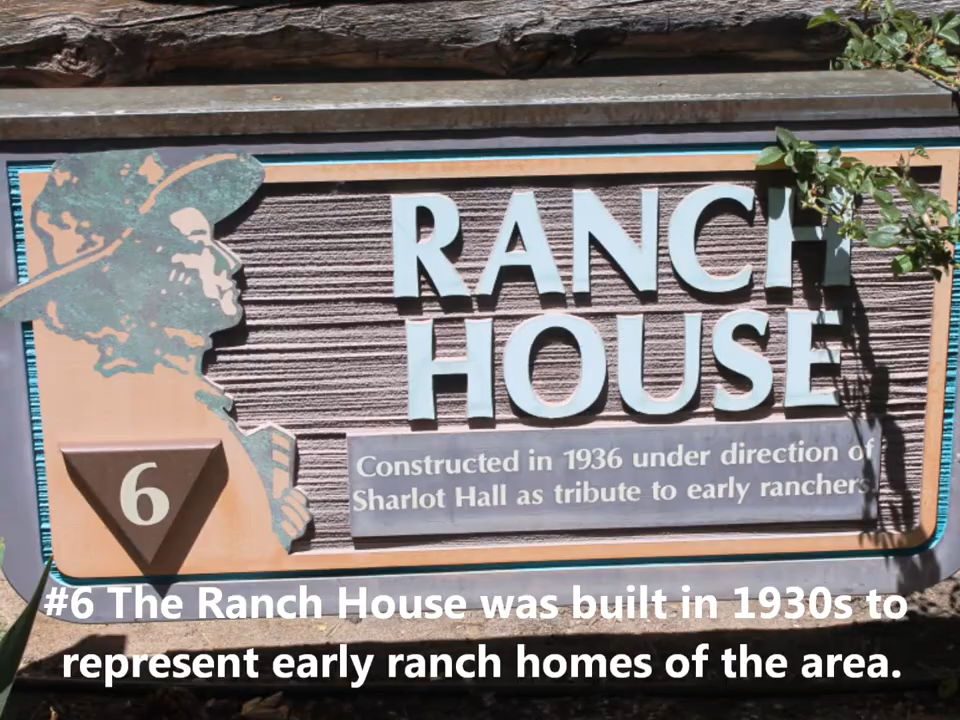 RANCH
HOUSE
6
Constructed in 1936 under direction of
Sharlot Hall as tribute to early ranchers.
#6 The Ranch House was built in 1930s to
represent early ranch homes of the area.